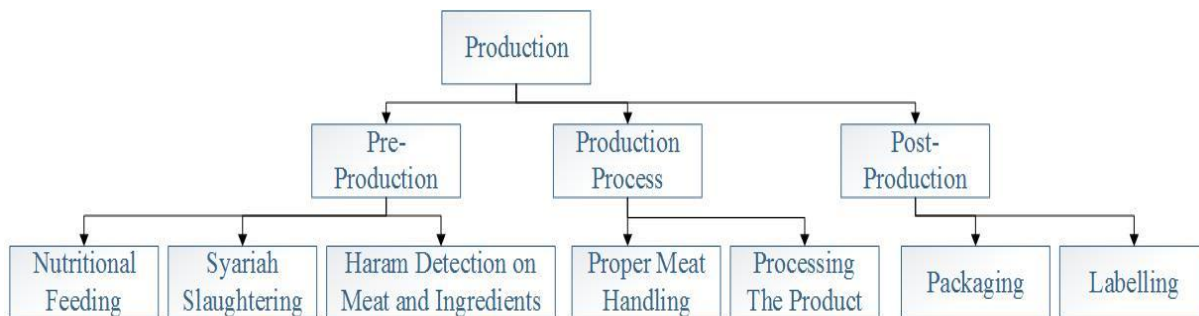 Production
Pre-
Production
Production
Process
Post-
Production
Nutritional
Feeding
Syariah
Slaughtering
Haram Detection on
Meat and Ingredients
Proper Meat
Handling
Processing
The Product
Packaging
Labelling